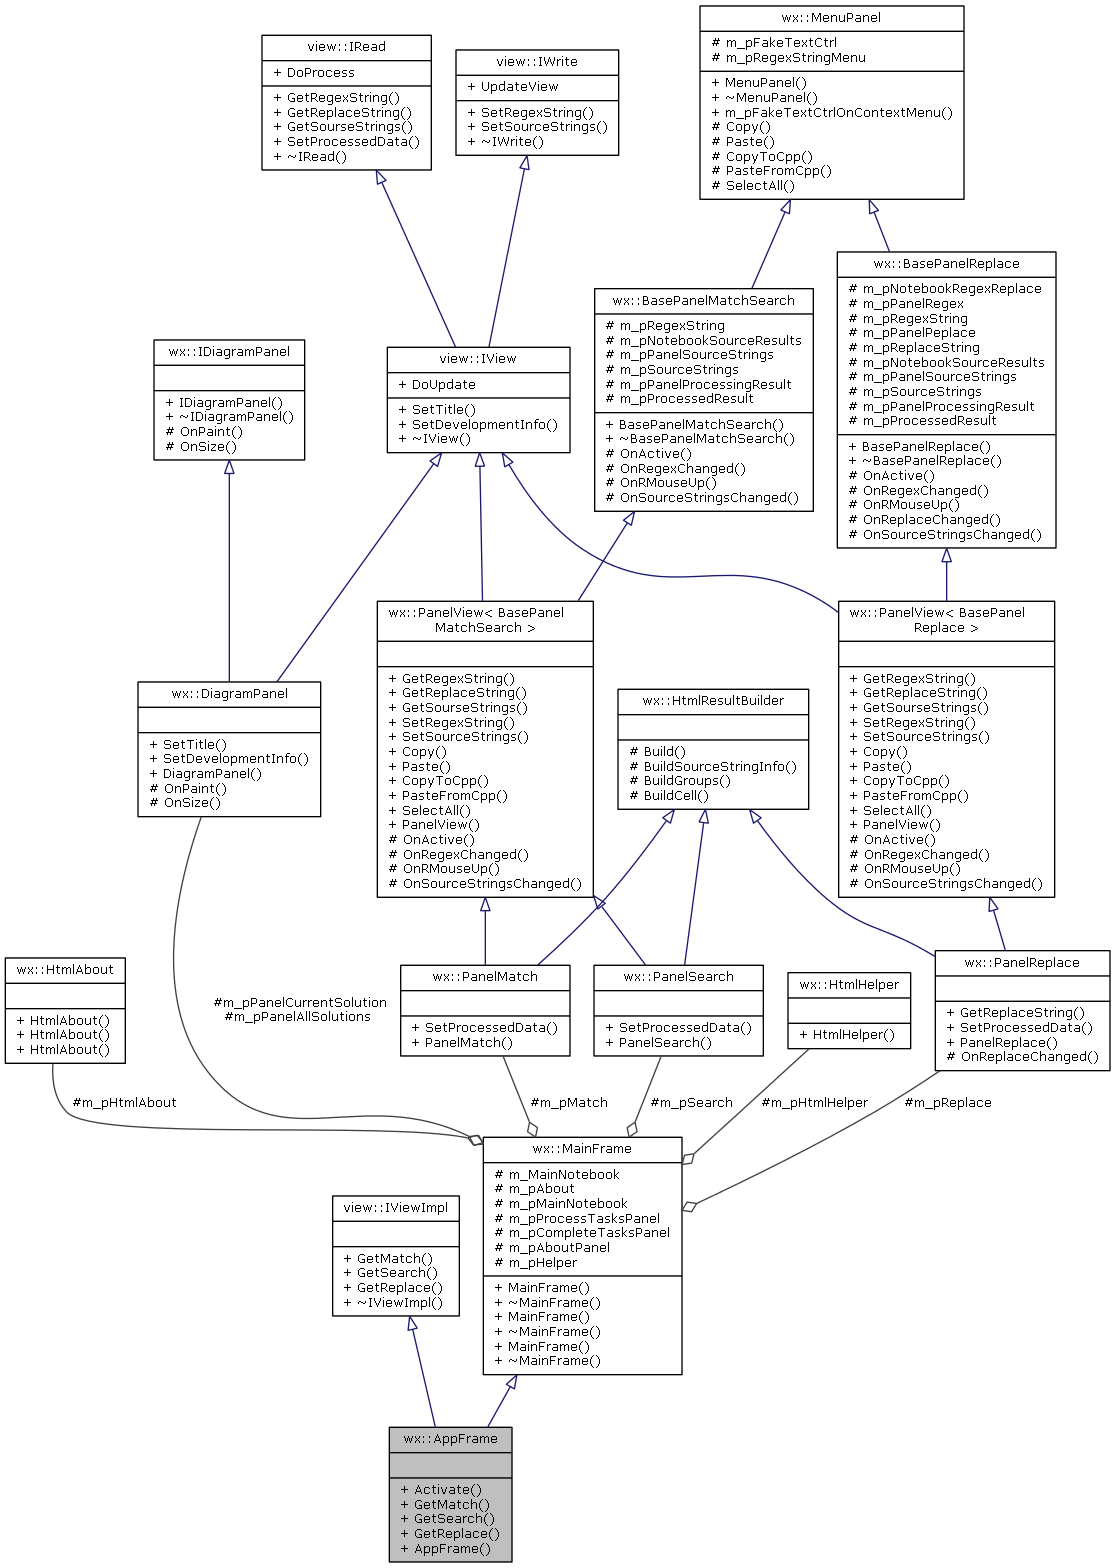 wx::MenuPanel
# m_pFakeTextCtrl
# m_pRegexStringMenu
+ MenuPanel()
+ ~MenuPanel()
+ m_pFakeTextCtrlOnContextMenu()
# Copy()
# Paste()
# CopyToCpp()
# PasteFromCpp()
# SelectAll()
view::IRead
+ DoProcess
+ GetRegexString()
+ GetReplaceString()
+ GetSourseStrings()
+ SetProcessedData()
+ ~IRead()
view::IWrite
+ UpdateView
+ SetRegexString()
+ SetSourceStrings()
+ ~IWrite()
wx::BasePanelReplace
# m_pNotebookRegexReplace
# m_pPanelRegex
# m_pRegexString
# m_pPanelPeplace
# m_pReplaceString
# m_pNotebookSourceResults
# m_pPanelSourceStrings
# m_pSourceStrings
# m_pPanelProcessingResult
# m_pProcessedResult
+ BasePanelReplace()
+ ~BasePanelReplace()
# OnActive()
# OnRegexChanged()
# OnRMouseUp()
# OnReplaceChanged()
# OnSourceStringsChanged()
wx::BasePanelMatchSearch
# m_pRegexString
# m_pNotebookSourceResults
# m_pPanelSourceStrings
# m_pSourceStrings
# m_pPanelProcessingResult
# m_pProcessedResult
+ BasePanelMatchSearch()
+ ~BasePanelMatchSearch()
# OnActive()
# OnRegexChanged()
# OnRMouseUp()
# OnSourceStringsChanged()
wx::IDiagramPanel
+ IDiagramPanel()
+ ~IDiagramPanel()
# OnPaint()
# OnSize()
view::IView
+ DoUpdate
+ SetTitle()
+ SetDevelopmentInfo()
+ ~IView()
wx::PanelView< BasePanel
MatchSearch >
+ GetRegexString()
+ GetReplaceString()
+ GetSourseStrings()
+ SetRegexString()
+ SetSourceStrings()
+ Copy()
+ Paste()
+ CopyToCpp()
+ PasteFromCpp()
+ SelectAll()
+ PanelView()
# OnActive()
# OnRegexChanged()
# OnRMouseUp()
# OnSourceStringsChanged()
wx::PanelView< BasePanel
Replace >
+ GetRegexString()
+ GetReplaceString()
+ GetSourseStrings()
+ SetRegexString()
+ SetSourceStrings()
+ Copy()
+ Paste()
+ CopyToCpp()
+ PasteFromCpp()
+ SelectAll()
+ PanelView()
# OnActive()
# OnRegexChanged()
# OnRMouseUp()
# OnSourceStringsChanged()
wx::DiagramPanel
+ SetTitle()
+ SetDevelopmentInfo()
+ DiagramPanel()
# OnPaint()
# OnSize()
wx::HtmlResultBuilder
# Build()
# BuildSourceStringInfo()
# BuildGroups()
# BuildCell()
wx::HtmlAbout
+ HtmlAbout()
+ HtmlAbout()
+ HtmlAbout()
#m_pPanelCurrentSolution
#m_pPanelAllSolutions
wx::PanelMatch
+ SetProcessedData()
+ PanelMatch()
wx::PanelSearch
+ SetProcessedData()
+ PanelSearch()
wx::HtmlHelper
+ HtmlHelper()
wx::PanelReplace
+ GetReplaceString()
+ SetProcessedData()
+ PanelReplace()
# OnReplaceChanged()
#m_pHtmlAbout
#m_pMatch
#m_pSearch
#m_pHtmlHelper
#m_pReplace
wx::MainFrame
# m_MainNotebook
# m_pAbout
# m_pMainNotebook
# m_pProcessTasksPanel
# m_pCompleteTasksPanel
# m_pAboutPanel
# m_pHelper
+ MainFrame()
+ ~MainFrame()
+ MainFrame()
+ ~MainFrame()
+ MainFrame()
+ ~MainFrame()
view::IViewImpl
+ GetMatch()
+ GetSearch()
+ GetReplace()
+ ~IViewImpl()
wx::AppFrame
+ Activate()
+ GetMatch()
+ GetSearch()
+ GetReplace()
+ AppFrame()